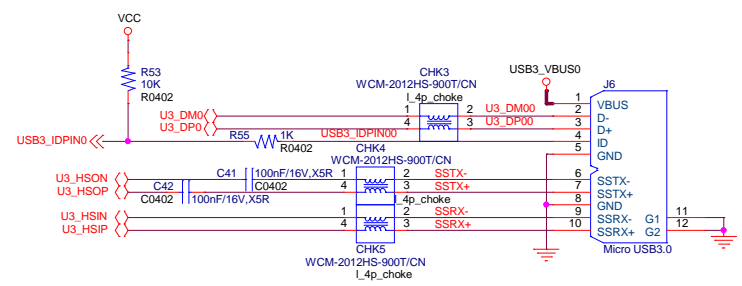 VCC
R53
10K
R0402
CHK3
WCM-2012HS-900T/CN
l_4p_choke
USB3_VBUS0
J6
U3_DM0
1
2
U3_DM00
U3_DP0
4
3
U3_DP00
USB3_IDPIN0
R55
1K
R0402
USB3_IDPIN00
CHK4
WCM-2012HS-900T/CN
U3_HSON
C41
100nF/16V,X5R
C0402
1
2
SSTX-
U3_HSOP
C42
C0402
100nF/16V,X5R
4
3
SSTX+
l_4p_choke
U3_HSIN
1
2
SSRX-
U3_HSIP
4
3
SSRX+
CHK5
WCM-2012HS-900T/CN
l_4p_choke
1
VBUS
2
D-
3
D+
4
ID
5
GND
6
SSTX-
7
SSTX+
8
GND
9
SSRX-
G1
11
10
SSRX+
G2
12
Micro USB3.0